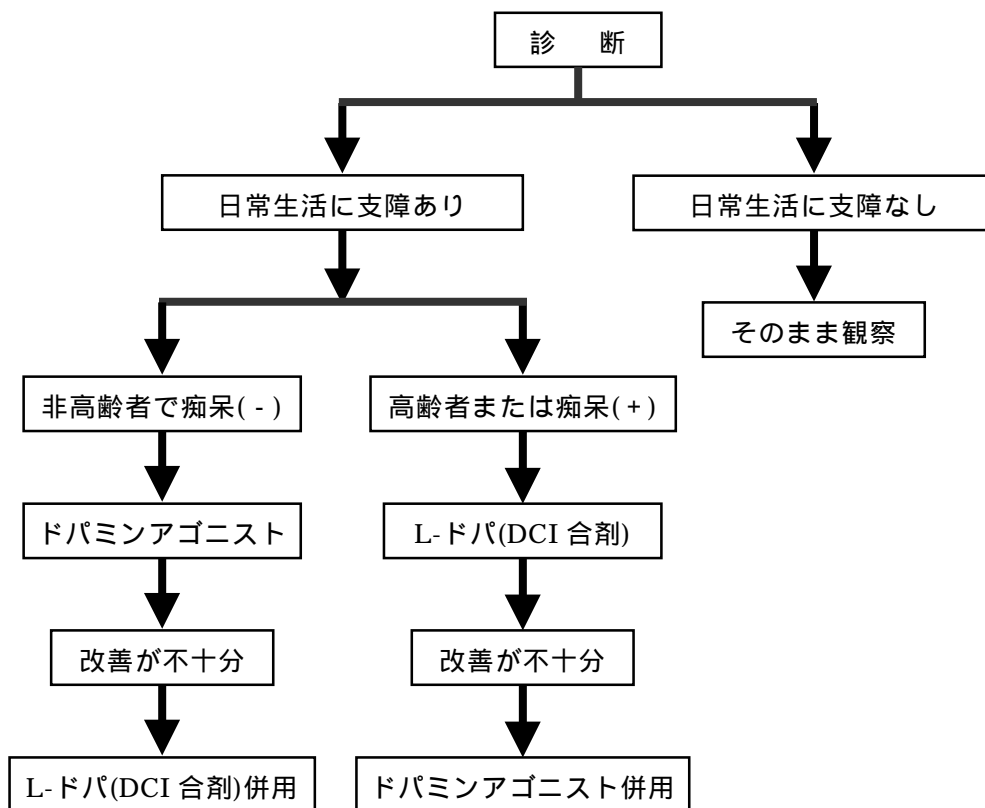 診　　断
日常生活に支障あり
日常生活に支障なし
そのまま観察
非高齢者で痴呆( - )
高齢者または痴呆( + )
ドパミンアゴニスト
L-ドパ(DCI 合剤)
改善が不十分
改善が不十分
L-ドパ(DCI 合剤)併用
ドパミンアゴニスト併用